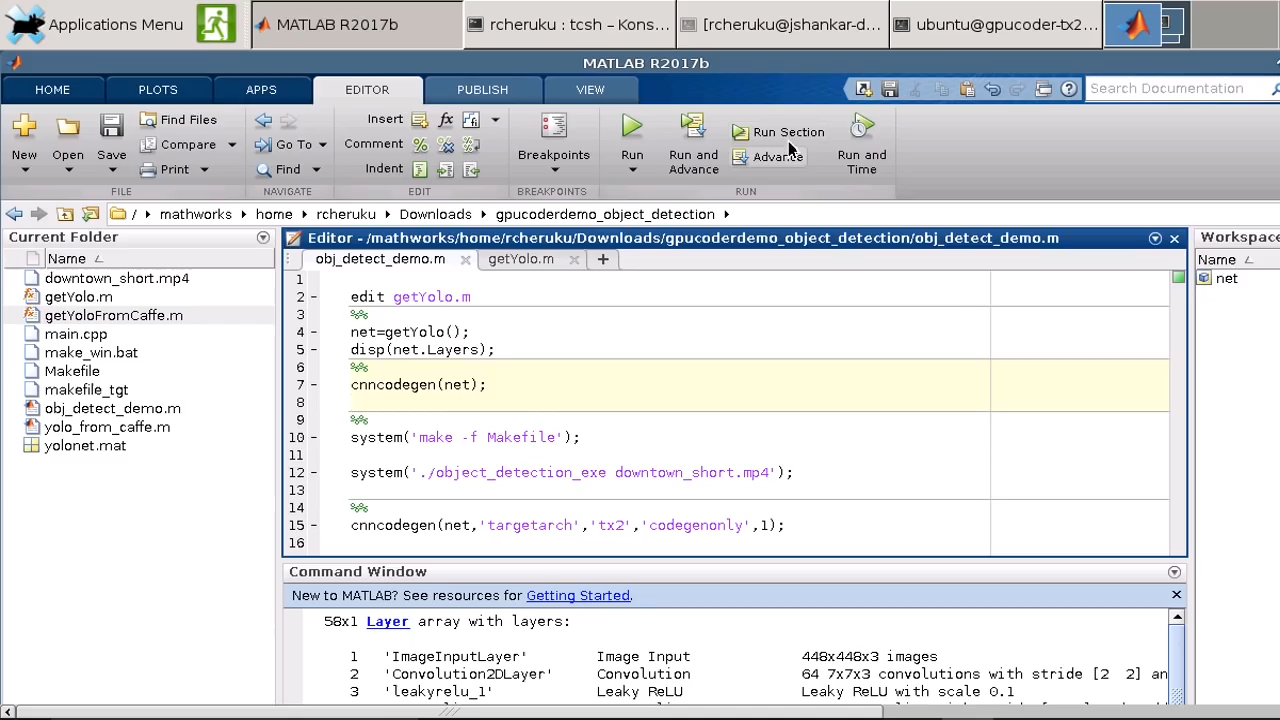 Applications Menu
MATLAB R2017b
rcheruku : tcsh – Kons...
[rcheruku@jshankar-d...
ubuntu@gpucoder-tx2...
MATLAB R2017b
HOME
PLOTS
APPS
EDITOR
PUBLISH
VIEW
Search Documentation
New
Open
Save
Find Files
Compare
Print
FILE
Go To
Find
NAVIGATE
Insert
Comment
Indent
EDIT
Breakpoints
BREAKPOINTS
Run
Run and Advance
Run Section
Advance
Run and Time
RUN
/ mathworks home rcheruku Downloads gpucoderdemo_object_detection
Current Folder
Name
downtown_short.mp4
getYolo.m
getYoloFromCaffe.m
main.cpp
make_win.bat
Makefile
makefile_tgt
obj_detect_demo.m
yolo_from_caffe.m
yolonet.mat
Editor - /mathworks/home/rcheruku/Downloads/gpucoderdemo_object_detection/obj_detect_demo.m
obj_detect_demo.m
getYolo.m
1
2 - edit getYolo.m
3 %%
4 - net=getYolo();
5 - disp(net.Layers);
6 %%
7 - cnncodegen(net);
8
9 %%
10 - system('make -f Makefile');
11
12 - system('./object_detection_exe downtown_short.mp4');
13
14 %%
15 - cnncodegen(net,'targetarch','tx2','codegenonly',1);
16
Command Window
New to MATLAB? See resources for Getting Started.
58x1 Layer array with layers:
1 'ImageInputLayer' Image Input 448x448x3 images
2 'Convolution2DLayer' Convolution 64 7x7x3 convolutions with stride [2 2] an
3 'leakyrelu_1' Leaky ReLU Leaky ReLU with scale 0.1
Workspace
Name
net